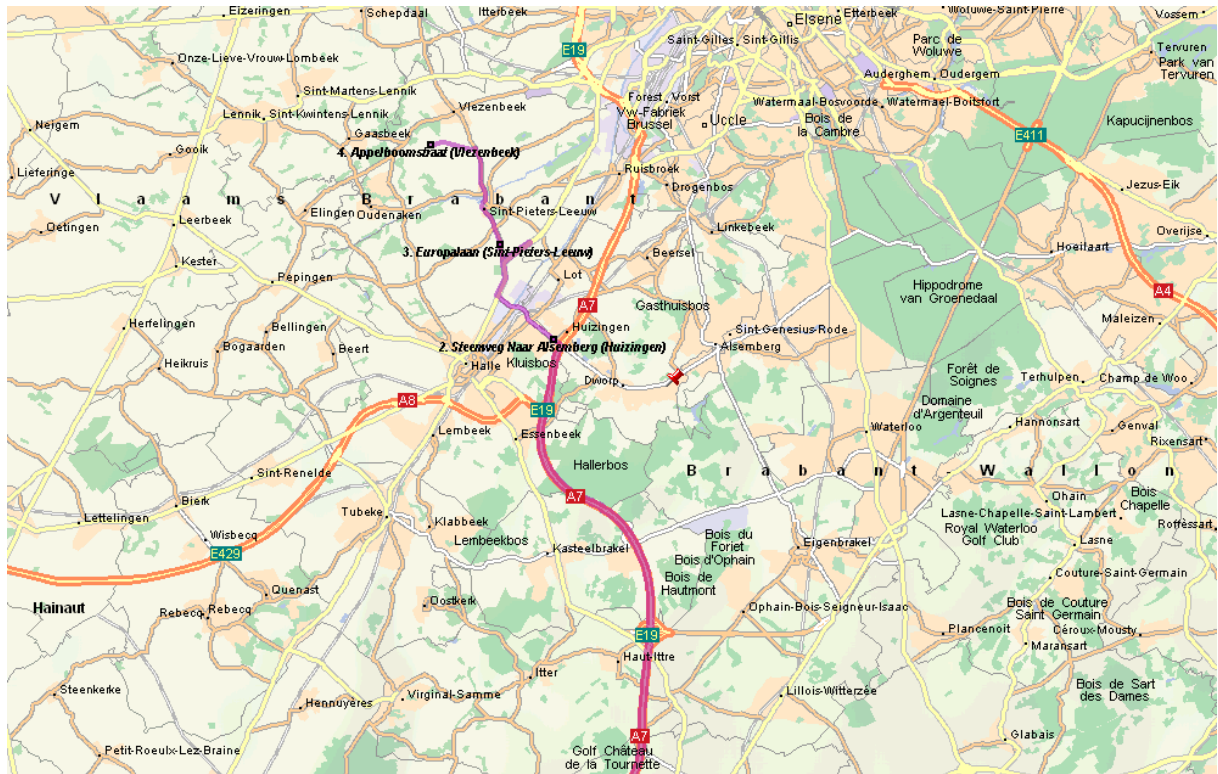 Eizeringen
Schepdaal
Itterbeek
Elsene
Etterbeek
Woluwe-Saint-Pierre
Vossem
E19
Saint-Gilles
Sint-Gillis
Parc de
Woluwe
Tervuren
Park van
Tervuren
Onze-Lieve-Vrouw-Lombeek
Auderghem
Oudergem
Sint-Martens-Lennik
Vlezenbeek
Forest
Vorst
Vw-Fabriek
Brussel
Watermaal-Bosvoorde
Watermael-Boitsfort
Lennik
Sint-Kwintens-Lennik
Uccle
Bois de
la Cambre
Kapucijnenbos
Neigem
Gaasbeek
E411
Gooik
4. Appelboomstraat (Vlezenbeek)
Lieferinge
Ruisbroek
Drogenbos
Jezus-Eik
Vlaams Brabant
Elingen
Oudenaken
Sint-Pieters-Leeuw
Oetingen
Leerbeek
Linkebeek
Overijse
3. Europalaan (Sint-Pieters-Leeuw)
Beersel
Hoeilaart
Kester
Pepingen
Lot
Hippodrome
van Groenedaal
A4
A7
Gasthuisbos
Maleizen
Herfelingen
Bellingen
Huizingen
Sint-Genesius-Rode
2. Steenweg Naar Alsemberg (Huizingen)
Alsemberg
Bogaarden
Beert
Heikruis
Halle
Kluisbos
Dworp
Forêt de
Soignes
Terhulpen
Champ de Woo
A8
E19
Domaine
d'Argenteuil
Lembeek
Essenbeek
Waterloo
Hannonsart
Genval
Rixensart
Hallerbos
Brabant-Wallon
Sint-Renelde
Bierk
A7
Ohain
Bois
Chapelle
Lettelingen
Tubeke
Klabbeek
Lasne-Chapelle-Saint-Lambert
Roffèssart
Wisbecq
Lembeekbos
Bois du
Foriet
Bois d'Ophain
Royal Waterloo
Golf Club
Eigenbrakel
Lasne
E429
Kasteelbrakel
Bois de
Hautmont
Couture-Saint-Germain
Quenast
Hainaut
Rebecq
Rebecq
Oostkerk
Ophain-Bois-Seigneur-Isaac
Bois de Couture
Saint Germain
Plancenoit
Céroux-Mousty
E19
Maransart
Haut-Ittre
Itter
Steenkerke
Hennuyères
Virginal-Samme
Lillois-Witterzée
Bois de Sart
des Dames
Petit-Roeulx-Lez-Braine
A7
Glabais
Golf Château
de la Tournette